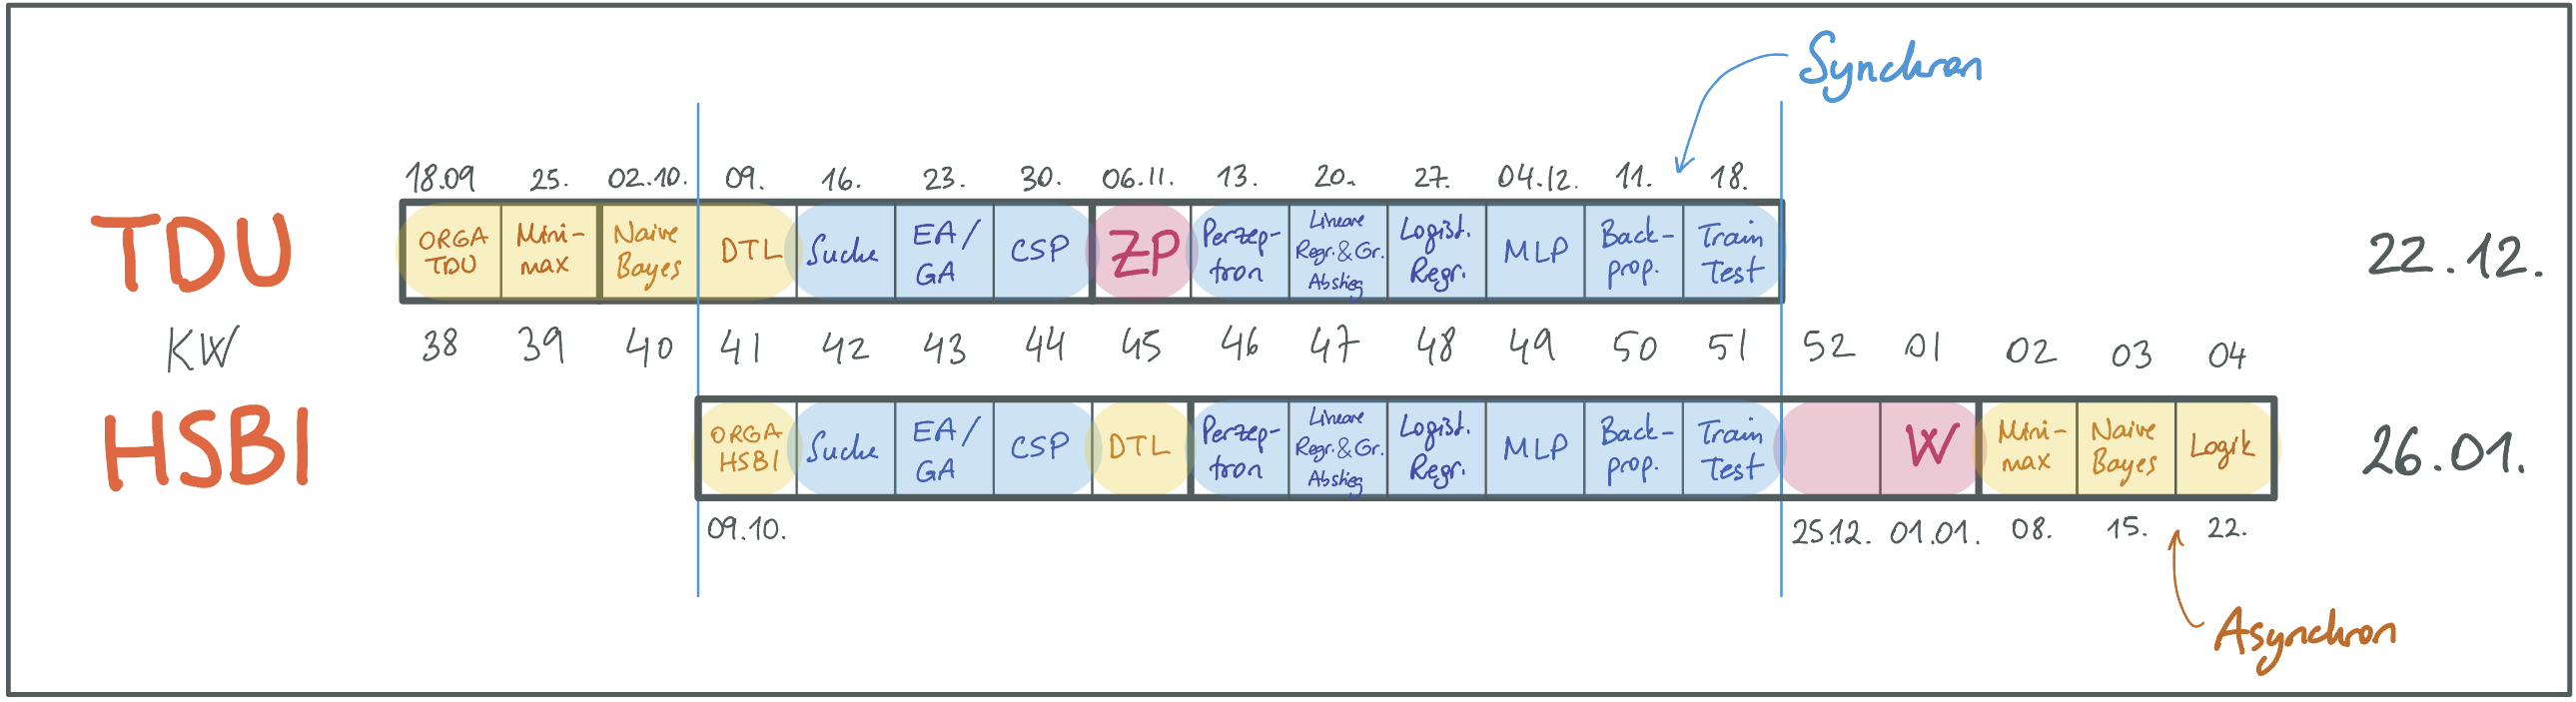 Synchron
18.09 25. 02.10. 09. 16. 23. 30. 06.11. 13. 20. 27. 04.12. 11. 18.
TDU
ORGA
TDU
Mini-
max
Naive
Bayes
DTL
Suche
EA/
GA
CSP
ZP
Perzep-
tron
Lineare
Regr.&Gr.
Abstieg
Logist.
Regr.
MLP
Back-
prop.
Train
Test
22.12.
KW 38 39 40 41 42 43 44 45 46 47 48 49 50 51 52 01 02 03 04
HSBI
ORGA
HSBI
Suche
EA/
GA
CSP
DTL
Perzep-
tron
Lineare
Regr.&Gr.
Abstieg
Logist.
Regr.
MLP
Back-
prop.
Train
Test
W
Mini-
max
Naive
Bayes
Logik
26.01.
09.10. 25.12. 01.01. 08. 15. 22.
Asynchron